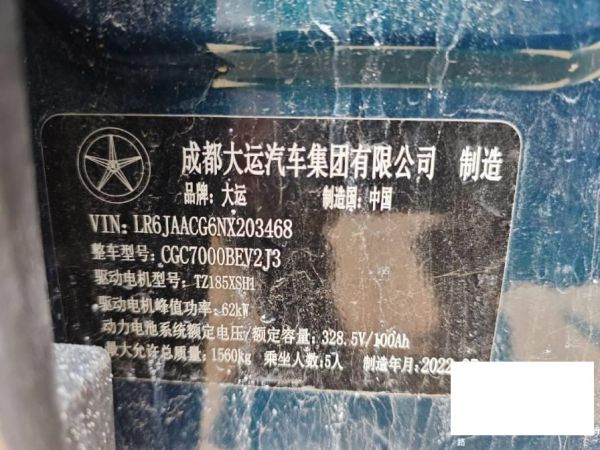 成都大运汽车集团有限公司 制造
品牌: 大运 制造国: 中国
VIN: LR6JAACG6NX203468
整车型号: CGC7000BEV2J3
驱动电机型号: TZ185XSH1
驱动电机峰值功率: 62kW
动力电池系统额定电压/额定容量: 328.5V/100Ah
最大允许总质量: 1560kg 乘坐人数: 5人 制造年月: 2022
路